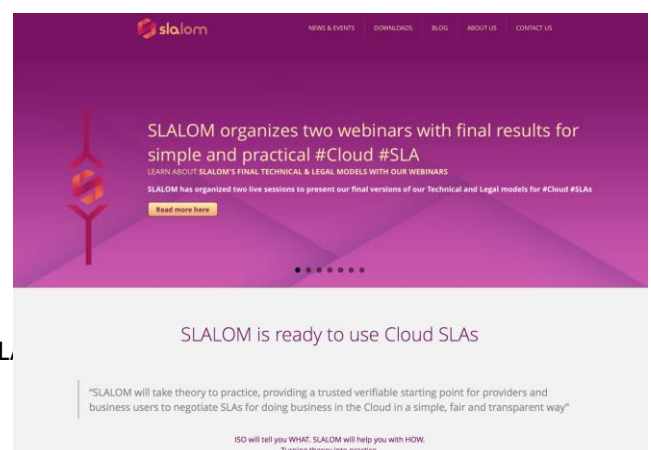 slalom
NEWS & EVENTS DOWNLOADS BLOG ABOUT US CONTACT US
SLALOM organizes two webinars with final results for
simple and practical #Cloud #SLA
LEARN ABOUT SLALOM'S FINAL TECHNICAL & LEGAL MODELS WITH OUR WEBINARS
SLALOM has organized two live sessions to present our final versions of our Technical and Legal models for #Cloud #SLAs
Read more here
SLALOM is ready to use Cloud SLAs
"SLALOM will take theory to practice, providing a trusted verifiable starting point for providers and
business users to negotiate SLAs for doing business in the Cloud in a simple, fair and transparent way"
ISO will tell you WHAT. SLALOM will help you with HOW.
Turning theory into practice